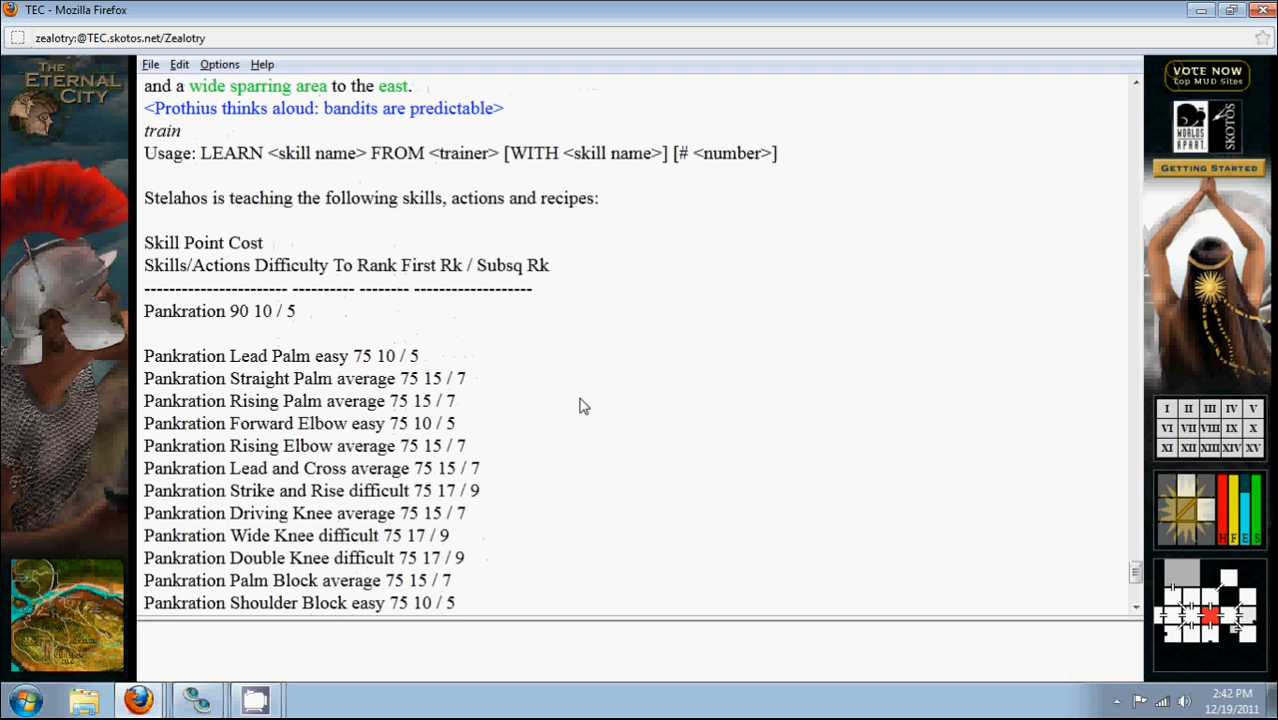 TEC - Mozilla Firefox
zealotry:@TEC.skotos.net/Zealotry
THE
ETERNAL
CITY
File Edit Options Help
and a wide sparring area to the east.
<Prothius thinks aloud: bandits are predictable>
train
Usage: LEARN <skill name> FROM <trainer> [WITH <skill name>] [# <number>]
Stelahos is teaching the following skills, actions and recipes:
Skill Point Cost
Skills/Actions Difficulty To Rank First Rk / Subsq Rk
----------------------- ---------- -------- -------------------
Pankration 90 10 / 5
Pankration Lead Palm easy 75 10 / 5
Pankration Straight Palm average 75 15 / 7
Pankration Rising Palm average 75 15 / 7
Pankration Forward Elbow easy 75 10 / 5
Pankration Rising Elbow average 75 15 / 7
Pankration Lead and Cross average 75 15 / 7
Pankration Strike and Rise difficult 75 17 / 9
Pankration Driving Knee average 75 15 / 7
Pankration Wide Knee difficult 75 17 / 9
Pankration Double Knee difficult 75 17 / 9
Pankration Palm Block average 75 15 / 7
Pankration Shoulder Block easy 75 10 / 5
VOTE NOW
Top MUD Sites
WORLDS
APART
SKOTOS
GETTING STARTED
I II III IV V
VI VII VIII IX X
XI XII XIII XIV XV
H F E S
2:42 PM
12/19/2011